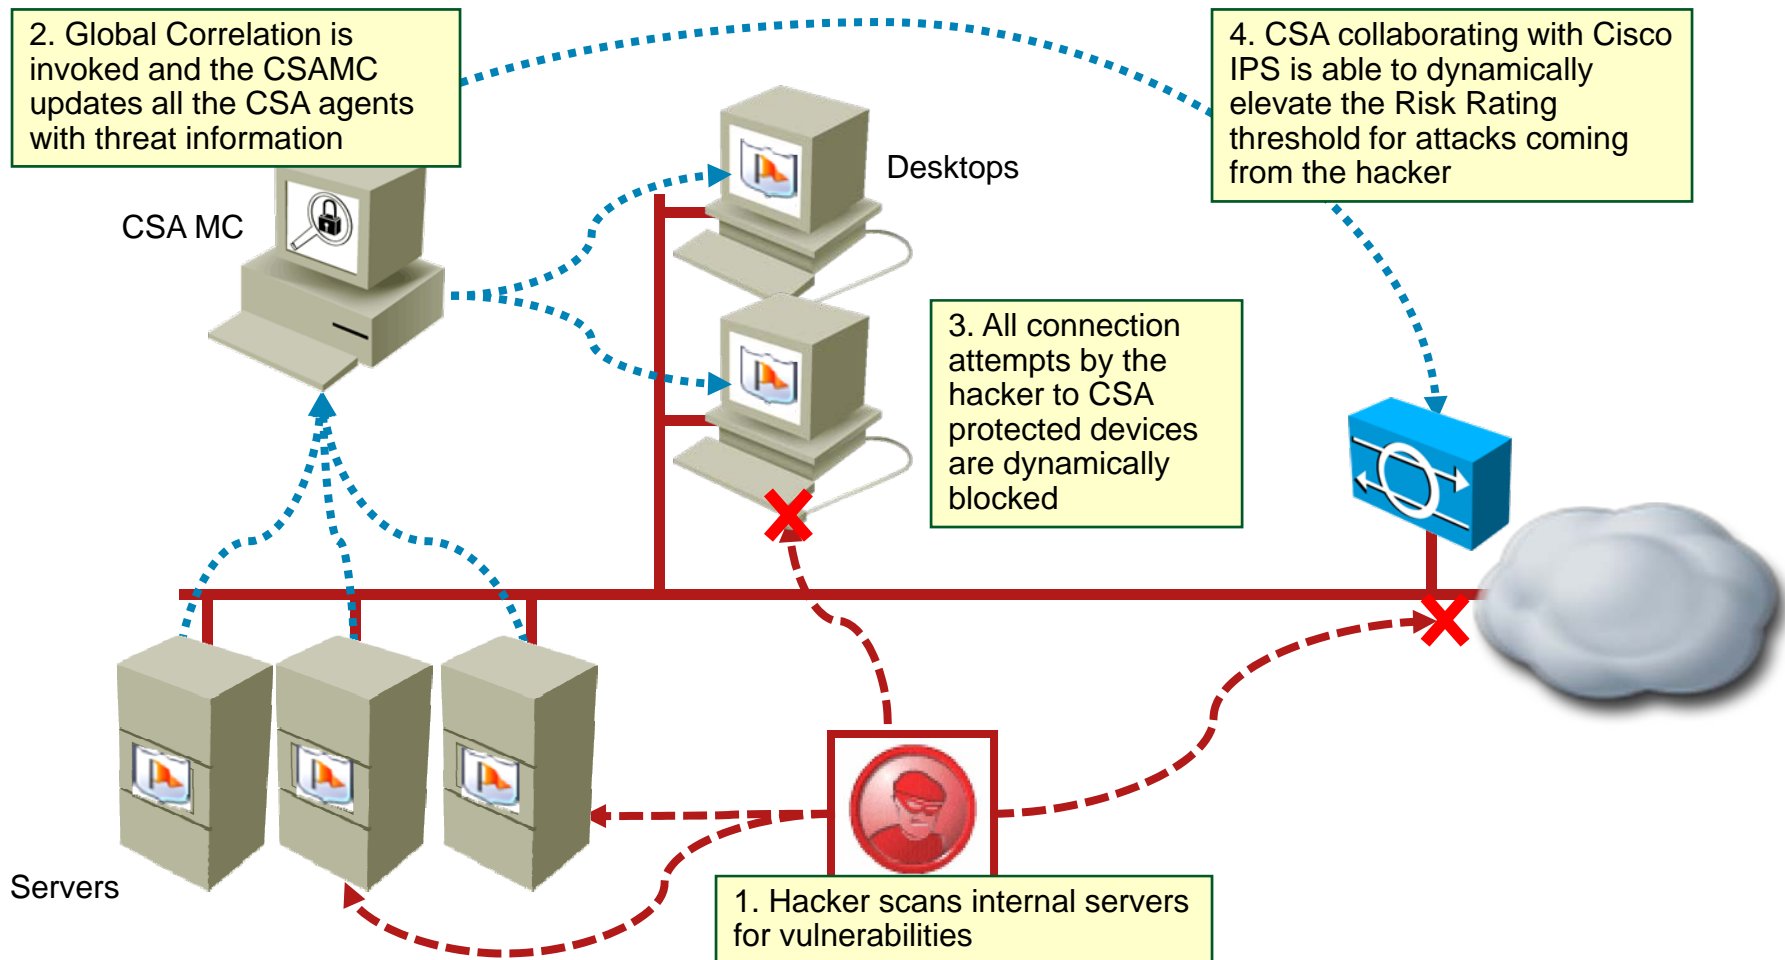 2. Global Correlation is
invoked and the CSAMC
updates all the CSA agents
with threat information
4. CSA collaborating with Cisco
IPS is able to dynamically
elevate the Risk Rating
threshold for attacks coming
from the hacker
Desktops
CSA MC
3. All connection
attempts by the
hacker to CSA
protected devices
are dynamically
blocked
Servers
1. Hacker scans internal servers
for vulnerabilities